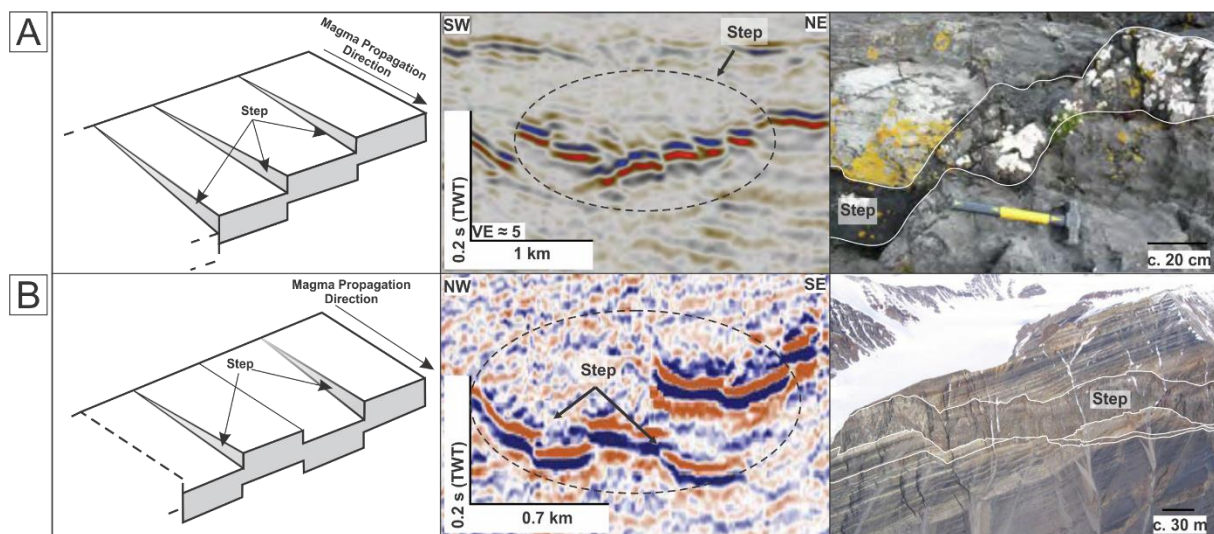 A
Magma Propagation
Direction
Step
SW
NE
Step
0.2 s (TWT)
VE ≈ 5
1 km
Step
c. 20 cm
B
Magma Propagation
Direction
Step
NW
SE
Step
0.2 s (TWT)
0.7 km
Step
c. 30 m